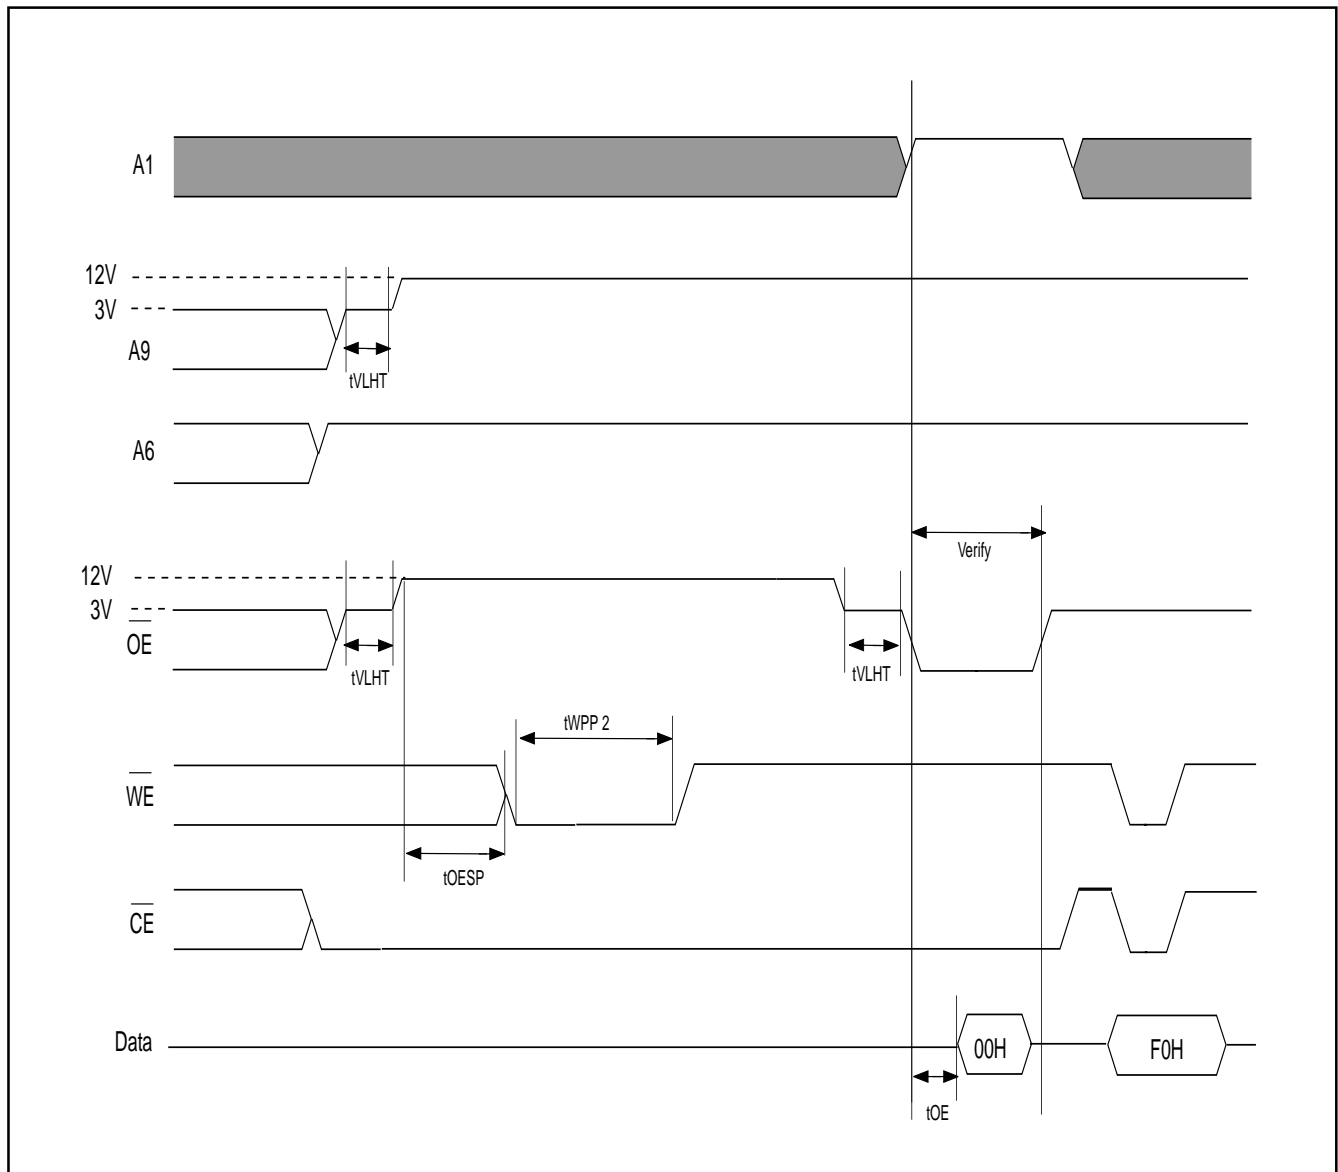 A1
12V
3V
A9
tVLHT
A6
Verify
12V
3V
OE
tVLHT
tVLHT
tWPP 2
WE
tOESP
CE
Data
00H
F0H
tOE